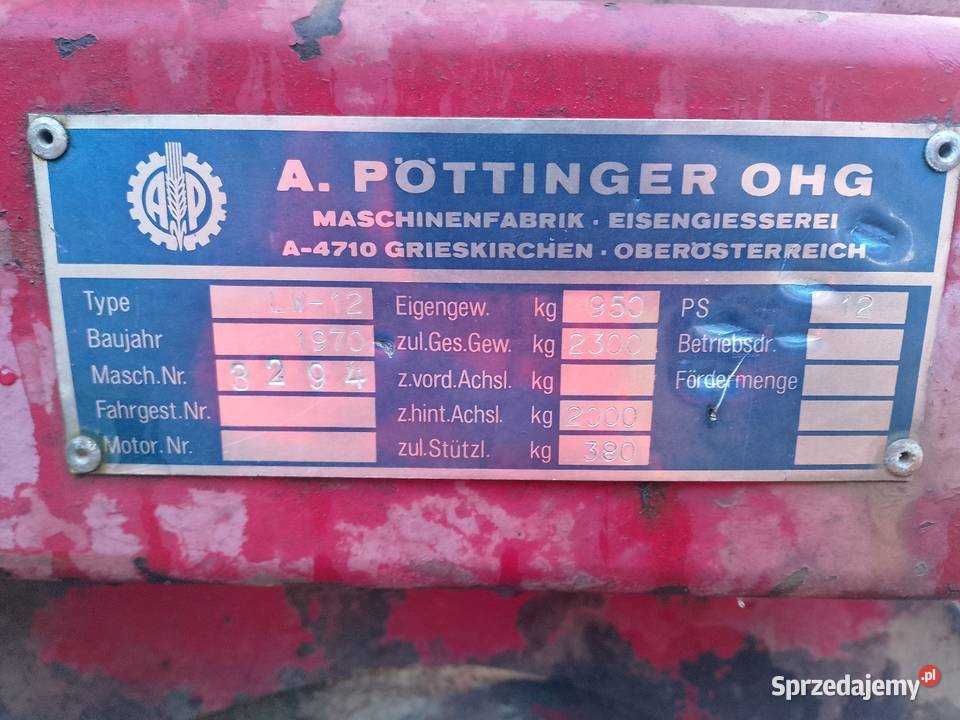 AP
A. PÖTTINGER OHG
MASCHINENFABRIK · EISENGIESSEREI
A-4710 GRIESKIRCHEN · OBERÖSTERREICH
Type LW-12 Eigengew. kg 950 PS 12
Baujahr 1970 zul.Ges.Gew. kg 2300 Betriebsdr.
Masch.Nr. 3294 z.vord.Achsl. kg Fördermenge
Fahrgest.Nr. z.hint.Achsl. kg 2000
Motor.Nr. zul.Stützl. kg 380
Sprzedajemy.pl